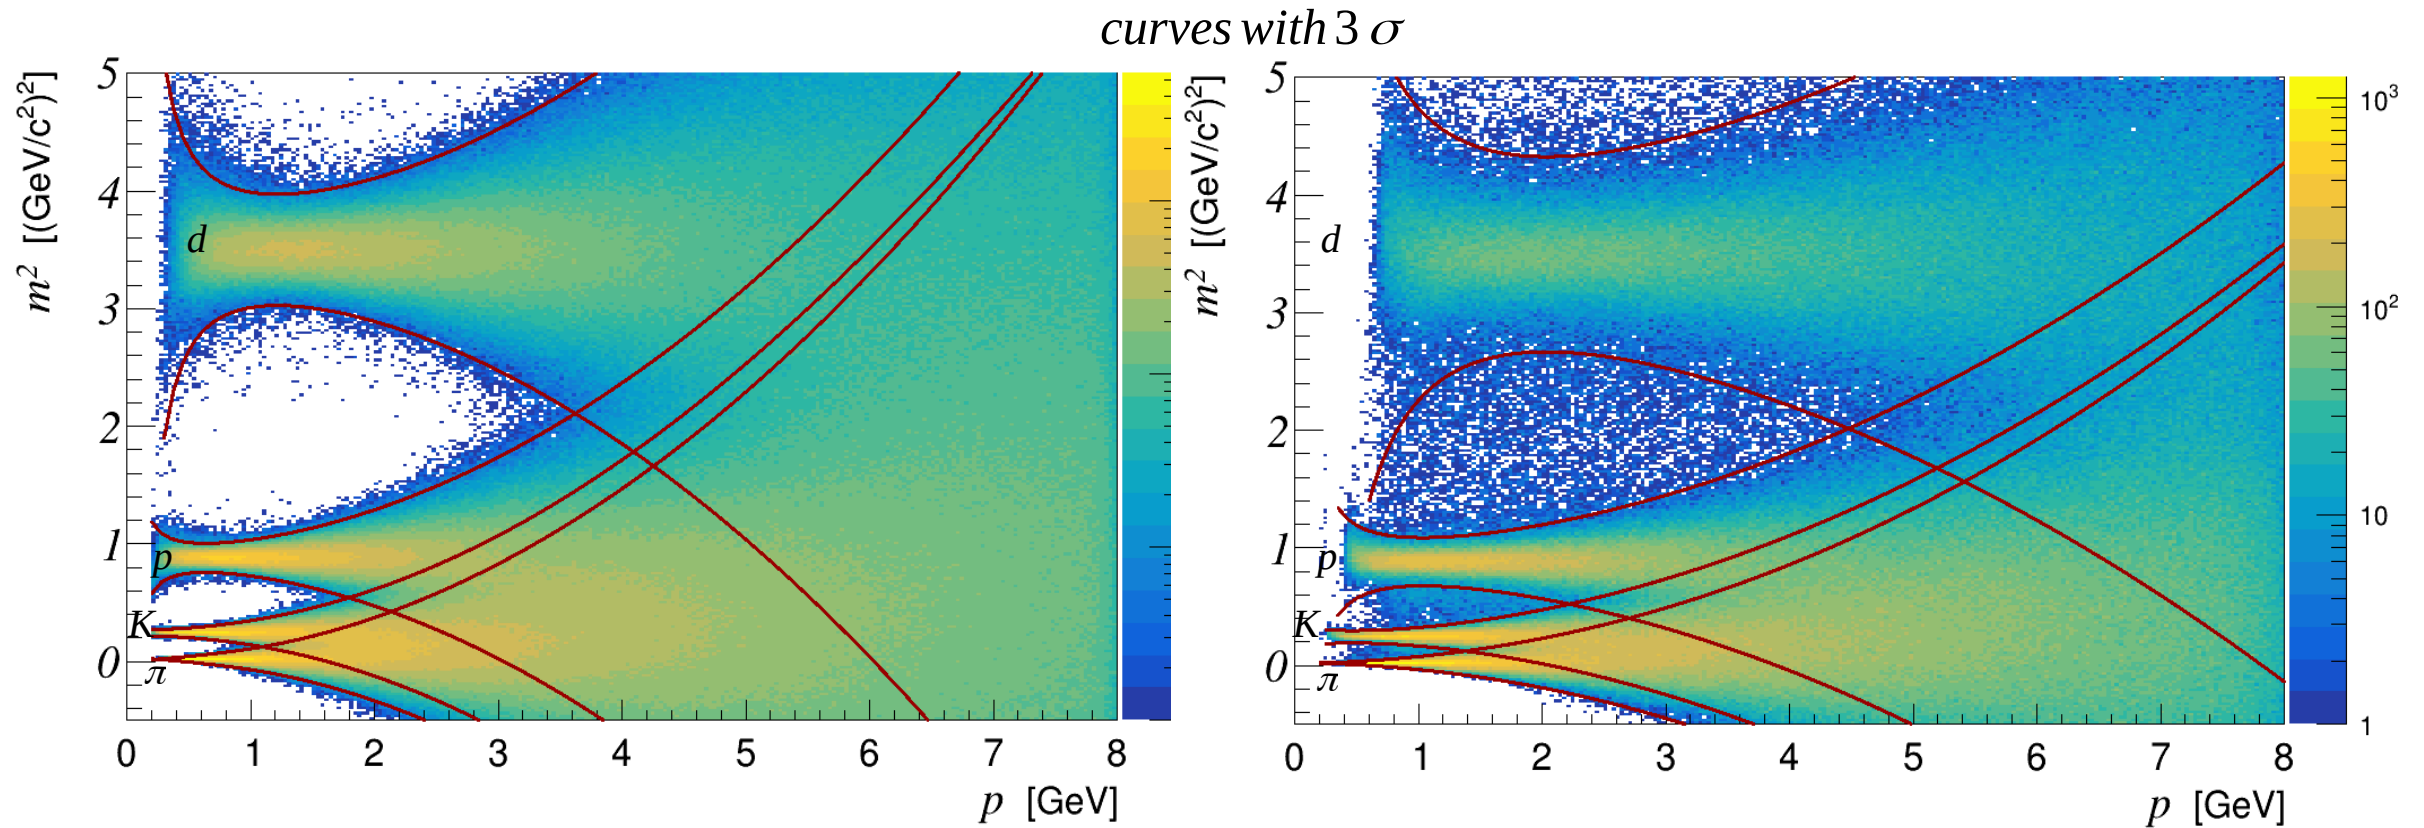 curves with 3 σ
m² [(GeV/c²)²]
5
4
3
2
1
0
d
p
K
π
0 1 2 3 4 5 6 7 8
p [GeV]
m² [(GeV/c²)²]
5
4
3
2
1
0
d
p
K
π
0 1 2 3 4 5 6 7 8
p [GeV]
10³
10²
10
1